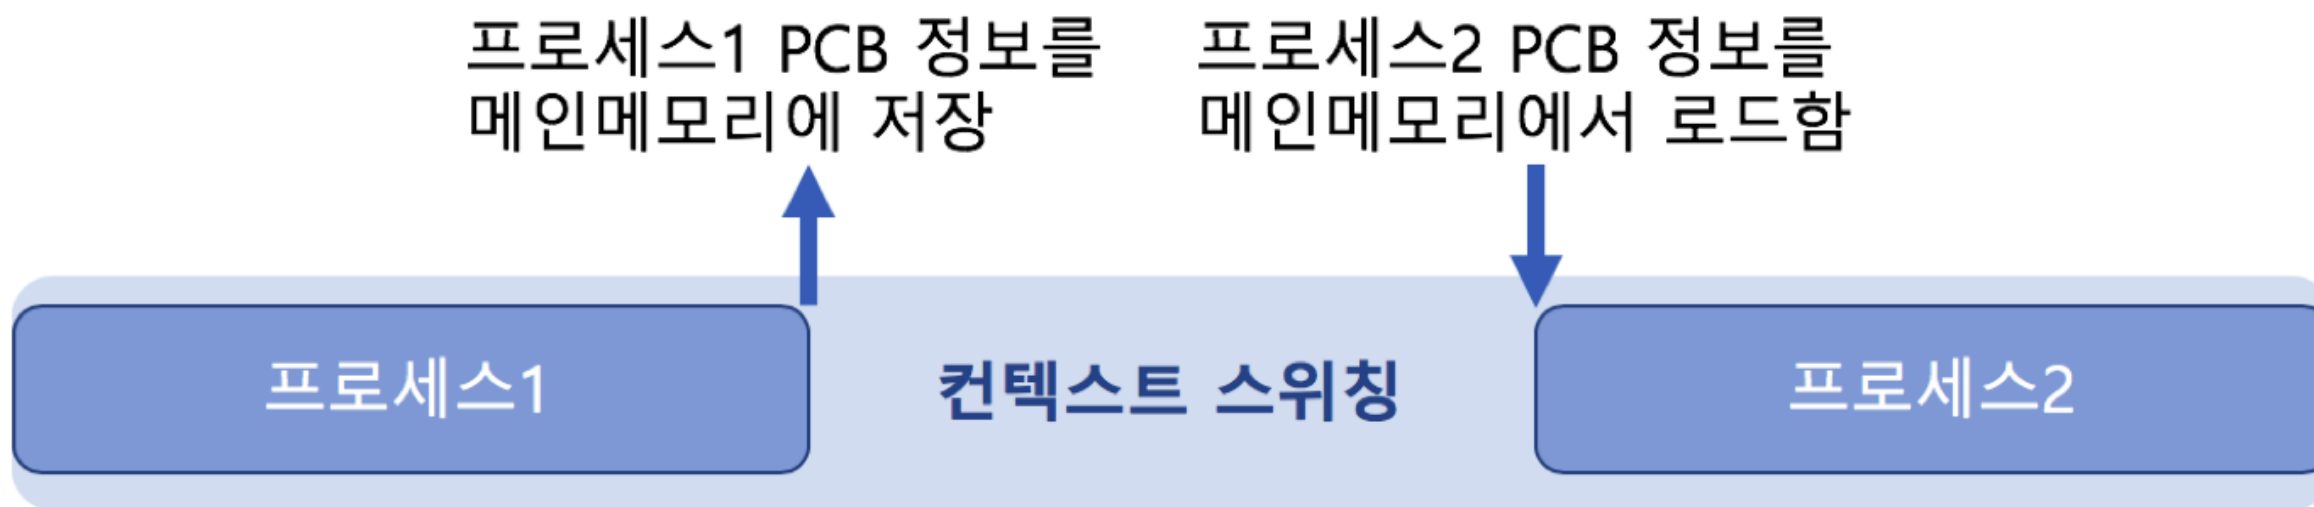 프로세스1 PCB 정보를
메인메모리에 저장
프로세스2 PCB 정보를
메인메모리에서 로드함
프로세스1
컨텍스트 스위칭
프로세스2